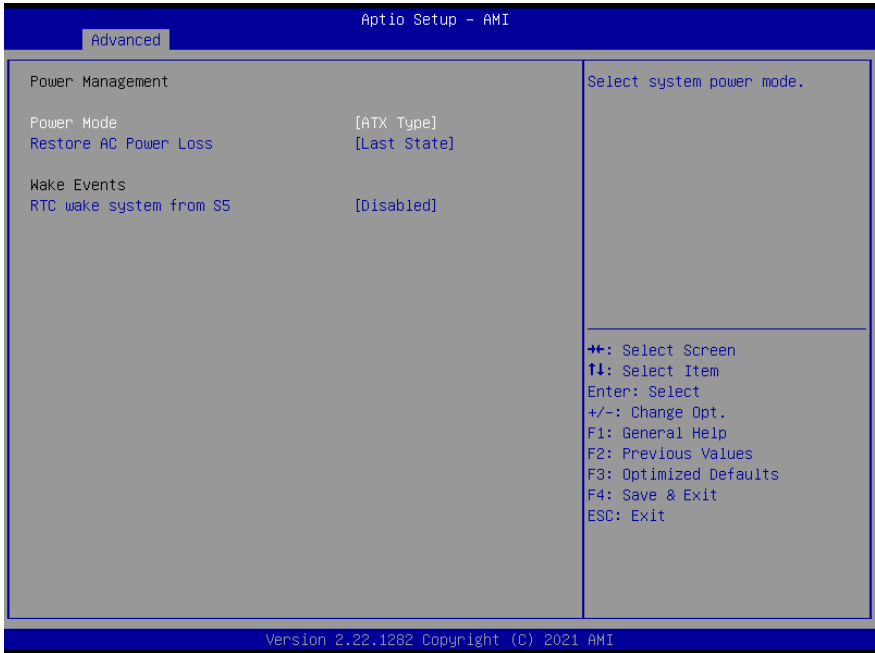 Aptio Setup – AMI
Advanced
Power Management
Power Mode [ATX Type]
Restore AC Power Loss [Last State]
Wake Events
RTC wake system from S5 [Disabled]
Select system power mode.
→←: Select Screen
↑↓: Select Item
Enter: Select
+/-: Change Opt.
F1: General Help
F2: Previous Values
F3: Optimized Defaults
F4: Save & Exit
ESC: Exit
Version 2.22.1282 Copyright (C) 2021 AMI